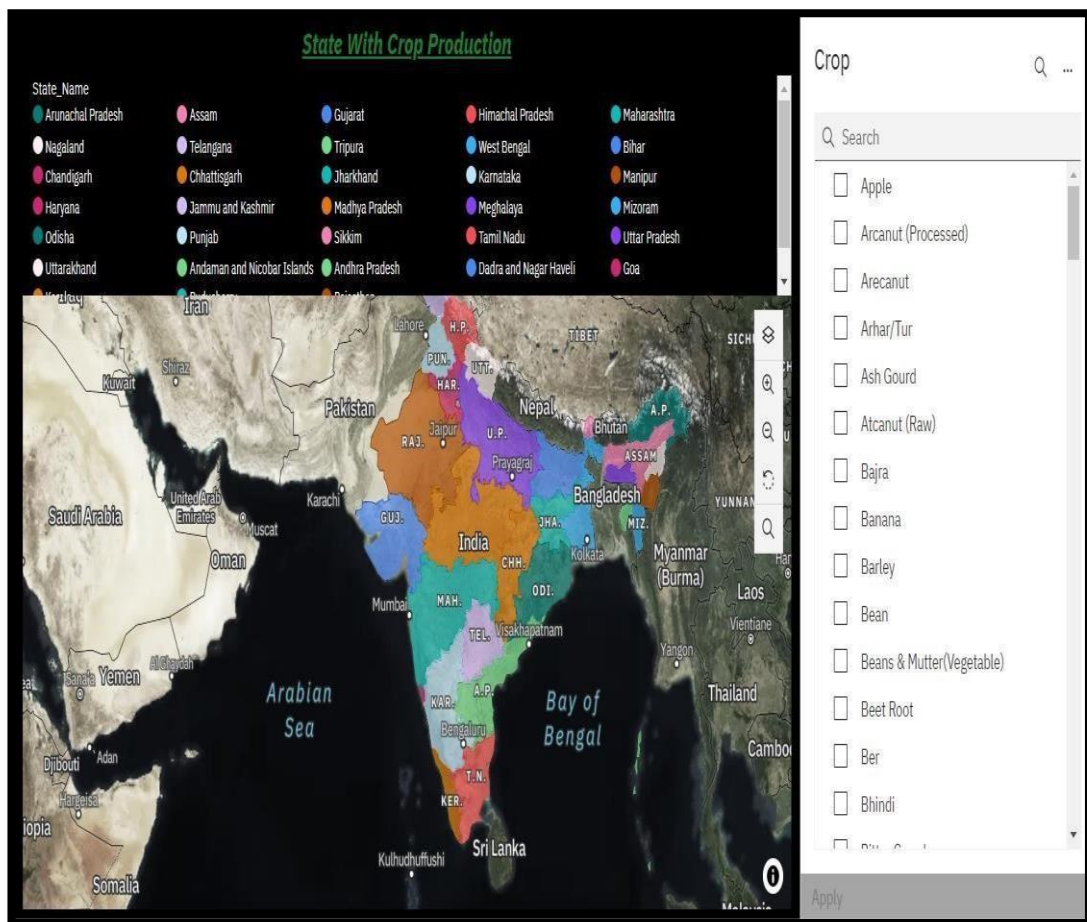 State With Crop Production
State_Name
Arunachal Pradesh Assam Gujarat Himachal Pradesh Maharashtra
Nagaland Telangana Tripura West Bengal Bihar
Chandigarh Chhattisgarh Jharkhand Karnataka Manipur
Haryana Jammu and Kashmir Madhya Pradesh Meghalaya Mizoram
Odisha Punjab Sikkim Tamil Nadu Uttar Pradesh
Uttarakhand Andaman and Nicobar Islands Andhra Pradesh Dadra and Nagar Haveli Goa
Iran
Lahore H.P. TIBET
PUN. UTT.
Shiraz
Kuwait HAR.
Pakistan Nepal A.P.
RAJ. Jaipur U.P. Bhutan
ASSAM
Prayagraj
Karachi Bangladesh
United Arab
Emirates
YUNNAN
Saudi Arabia Muscat GUJ. JHA. MIZ.
India
Oman CHH. Kolkata Myanmar
(Burma)
ODI. Laos
Mumbai MAH.
TEL. Visakhapatnam Vientiane
Al Ghaydah Yangon
Sana'a Yemen
Arabian
Sea
KAR. A.P. Bay of
Bengal
Thailand
Bengaluru
Adan
Djibouti T.N.
Hargeisa KER.
Sri Lanka
Kulhudhuffushi
Somalia
Crop
Search
Apple
Arcanut (Processed)
Arecanut
Arhar/Tur
Ash Gourd
Atcanut (Raw)
Bajra
Banana
Barley
Bean
Beans & Mutter(Vegetable)
Beet Root
Ber
Bhindi
Apply